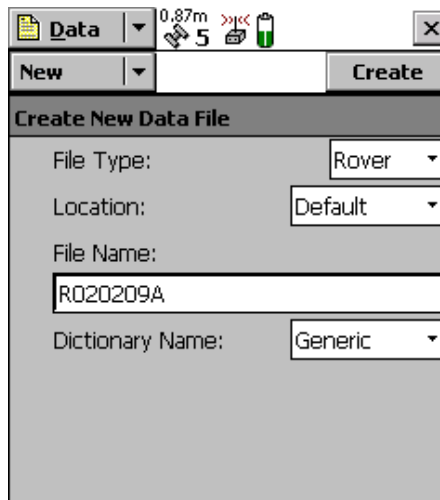 Data 0.87m 5
New Create
Create New Data File
File Type: Rover
Location: Default
File Name:
R020209A
Dictionary Name: Generic